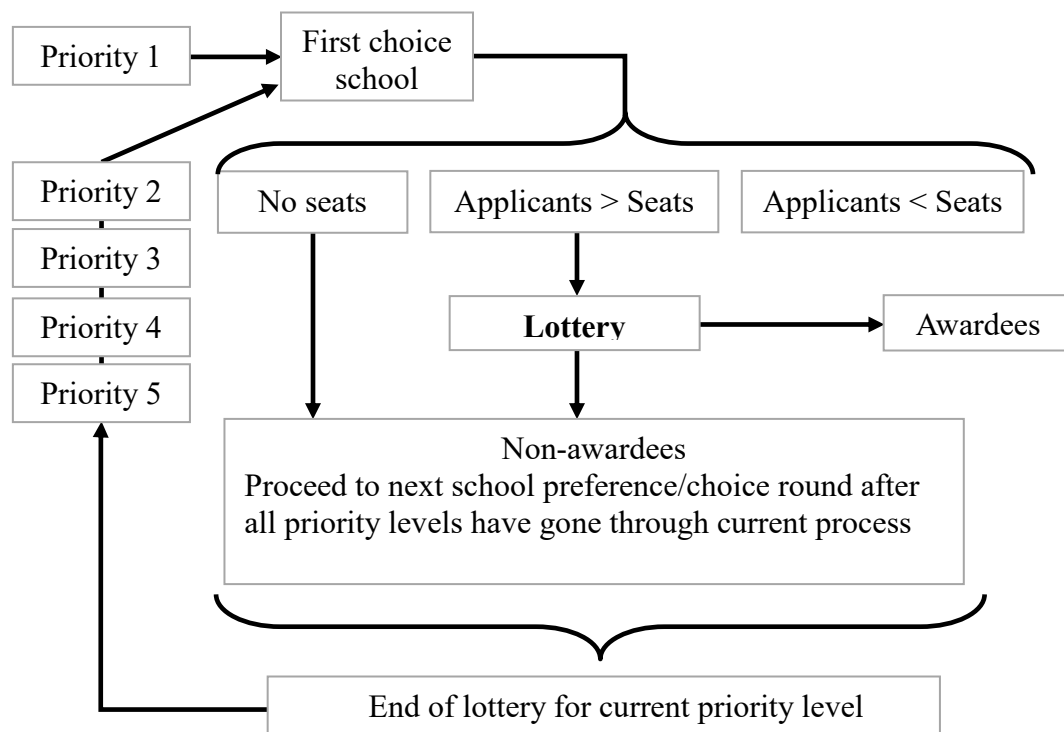 Priority 1
First choice
school
Priority 2
Priority 3
Priority 4
Priority 5
No seats
Applicants > Seats
Applicants < Seats
Lottery
Awardees
Non-awardees
Proceed to next school preference/choice round after
all priority levels have gone through current process
End of lottery for current priority level